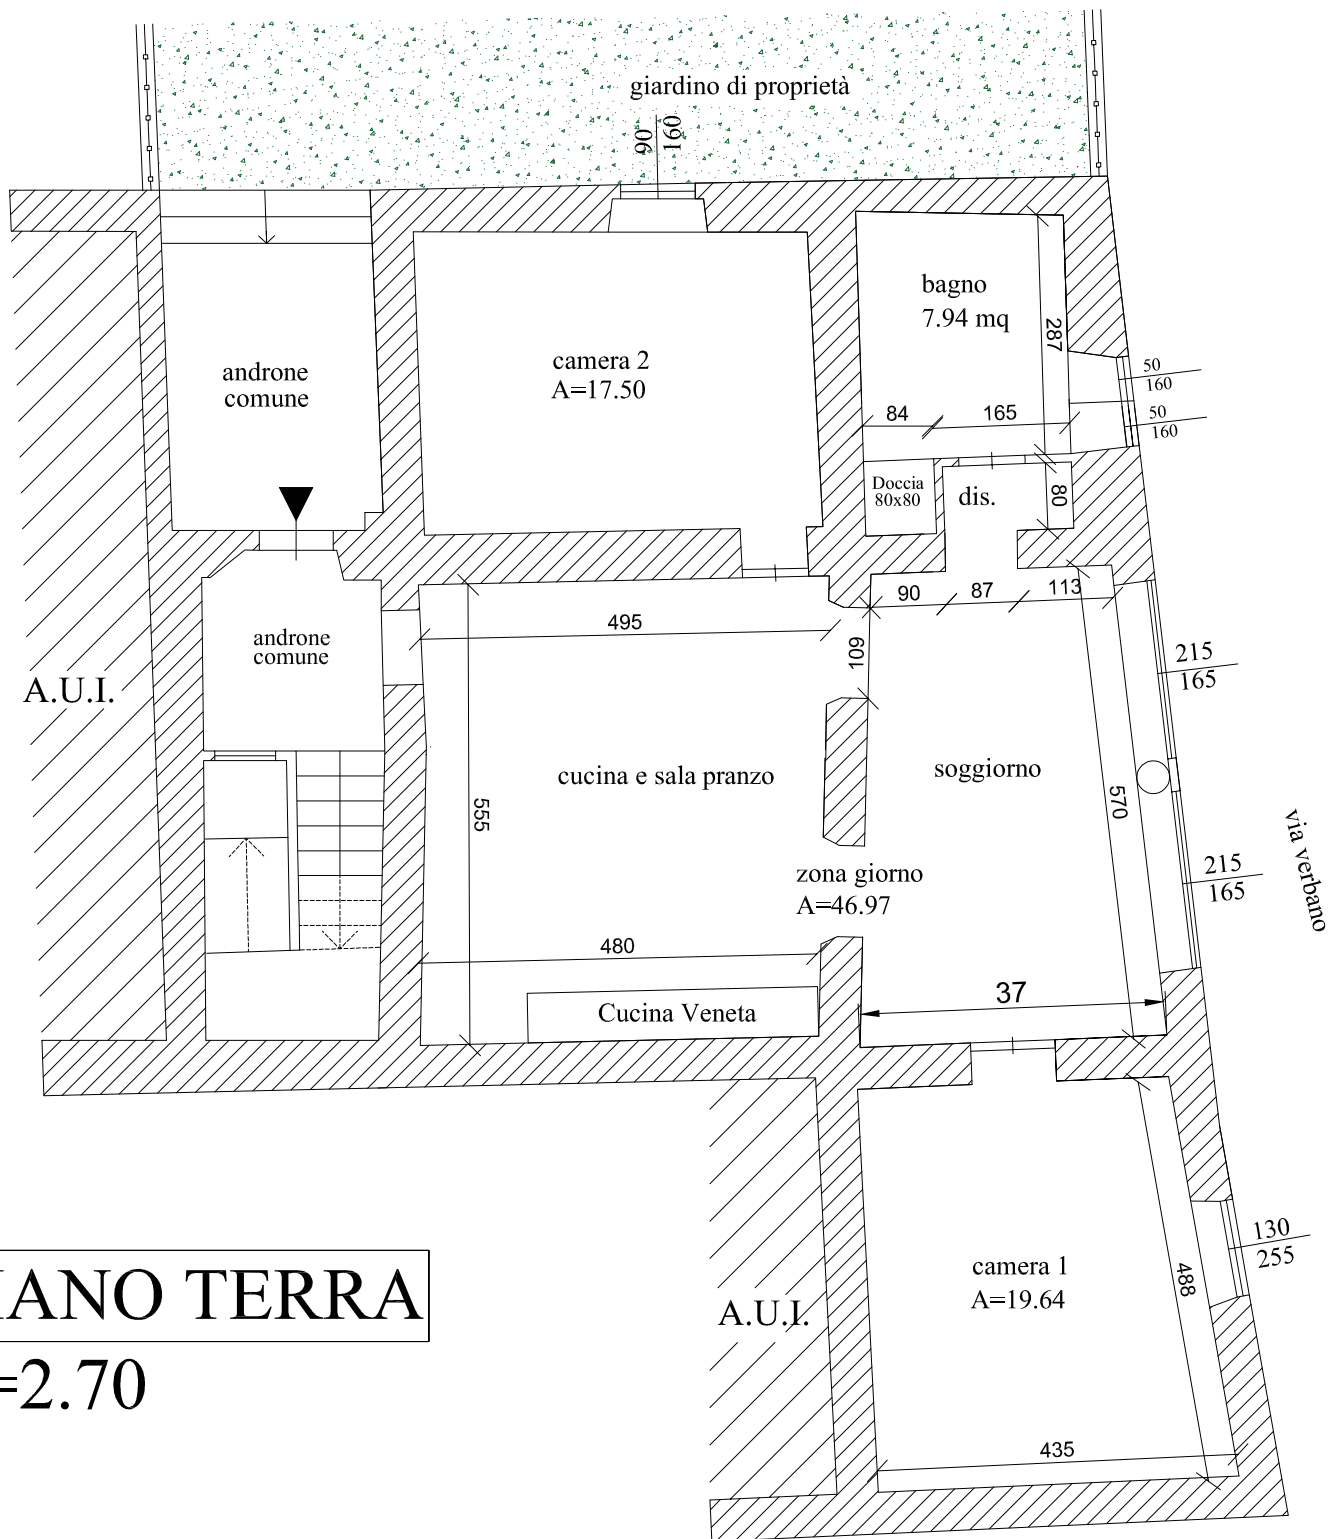 giardino di proprietà
90
160
bagno
7.94 mq
287
50
160
50
160
androne
comune
camera 2
A=17.50
84
165
Doccia
80x80
dis.
80
90
87
113
androne
comune
495
109
215
165
A.U.I.
cucina e sala pranzo
soggiorno
555
570
via verbano
zona giorno
A=46.97
215
165
480
37
Cucina Veneta
130
255
camera 1
A=19.64
488
A.U.I.
IANO TERRA
=2.70
435